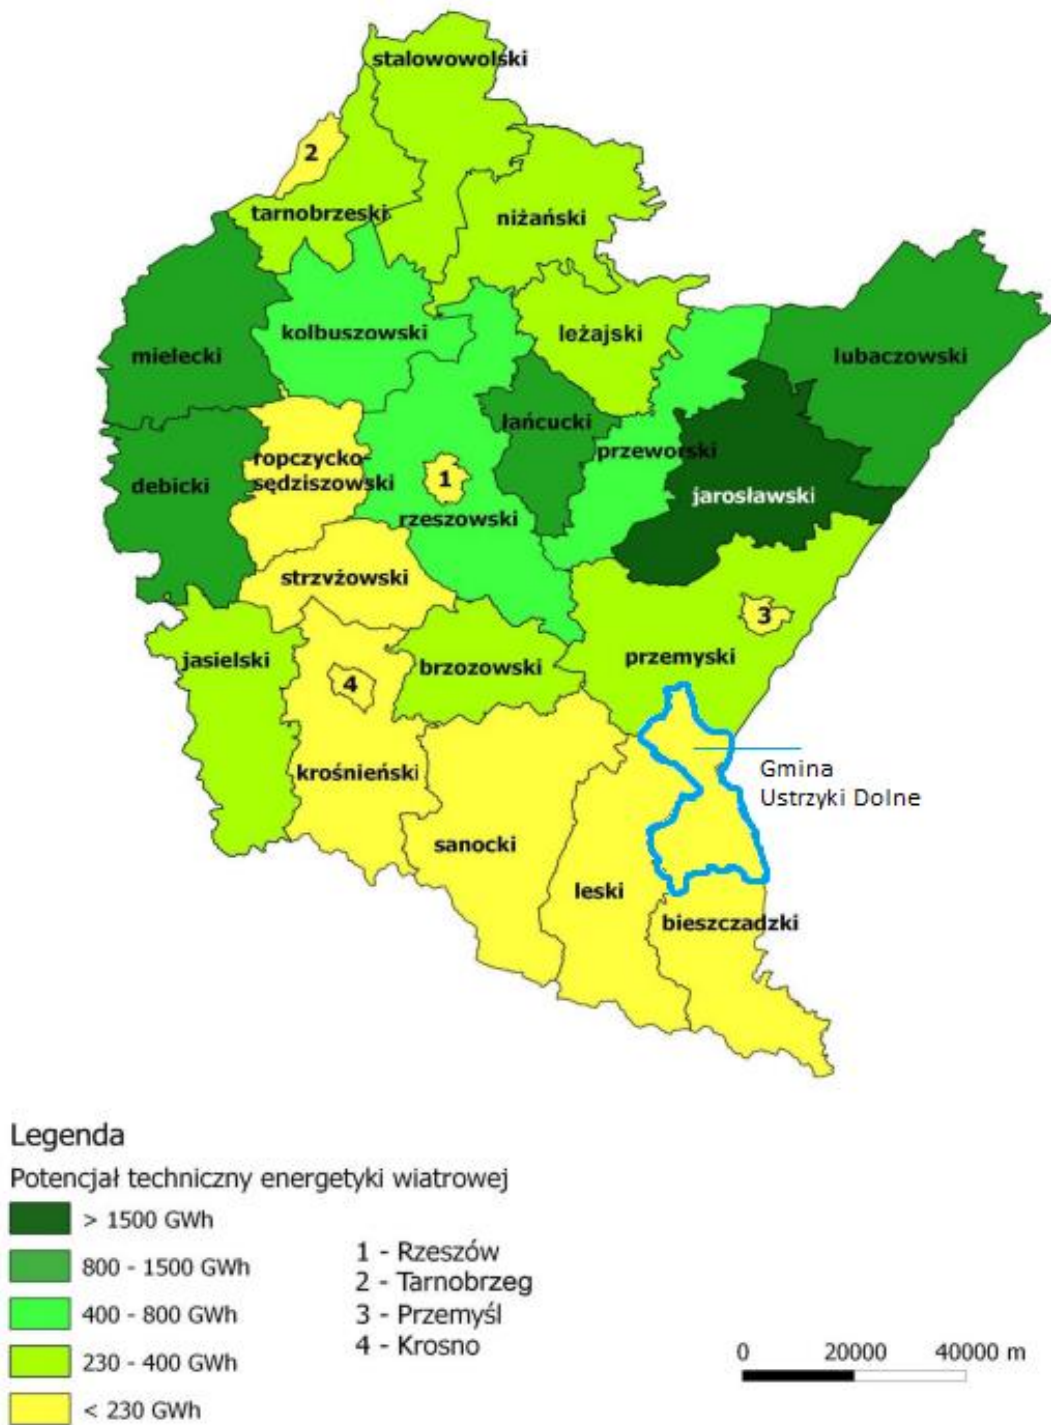 stalowowolski
2
tarnobrzeski
niżański
kolbuszowski
leżajski
mielecki
lubaczowski
łańcucki
ropczycko-
sędziszowski
przeworski
debicki
1
jarosławski
rzeszowski
strzvżowski
3
jasielski
brzozowski
przemyski
4
krośnieński
Gmina
Ustrzyki Dolne
sanocki
leski
bieszczadzki
Legenda
Potencjał techniczny energetyki wiatrowej
> 1500 GWh
800 - 1500 GWh
400 - 800 GWh
230 - 400 GWh
< 230 GWh
1 - Rzeszów
2 - Tarnobrzeg
3 - Przemyśl
4 - Krosno
0 20000 40000 m